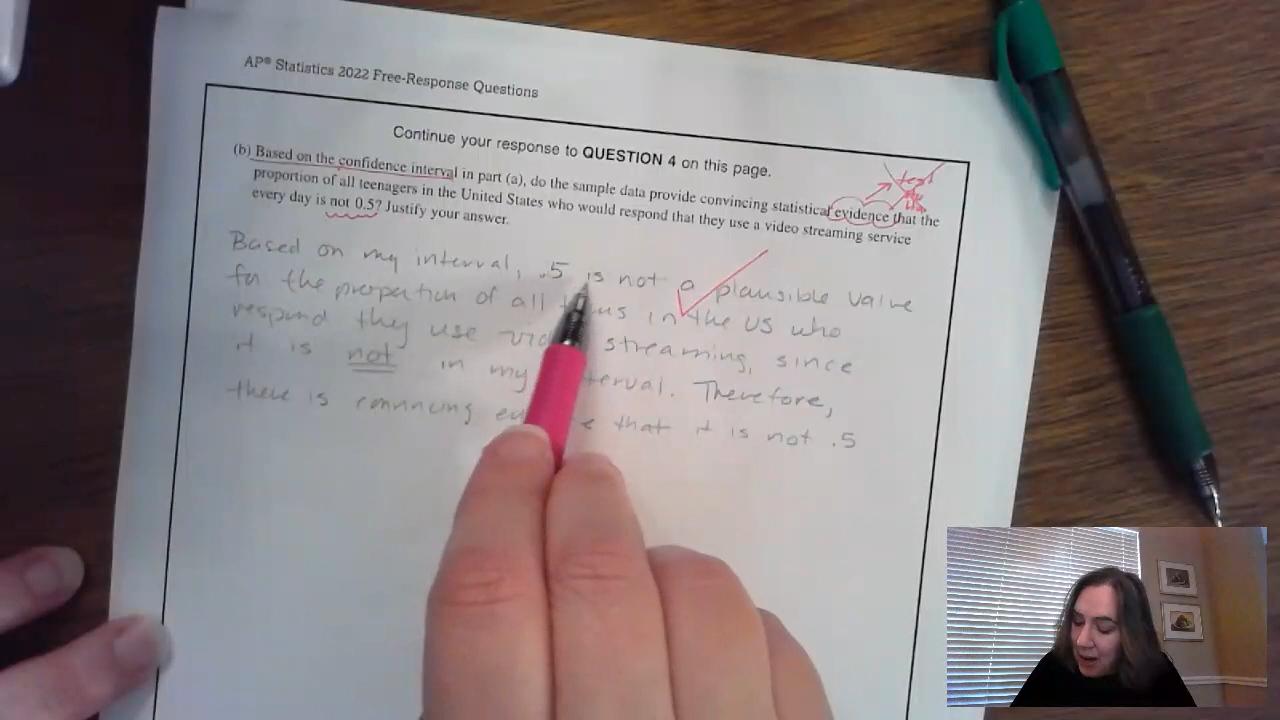 AP® Statistics 2022 Free-Response Questions
Continue your response to QUESTION 4 on this page.
(b) Based on the confidence interval in part (a), do the sample data provide convincing statistical evidence that the
proportion of all teenagers in the United States who would respond that they use a video streaming service
every day is not 0.5? Justify your answer.
test
Based on my interval, .5 is not a plausible value
for the proportion of all in the US who
respond they use streaming, since
it is not in my. Therefore,
there is convincing that it is not .5